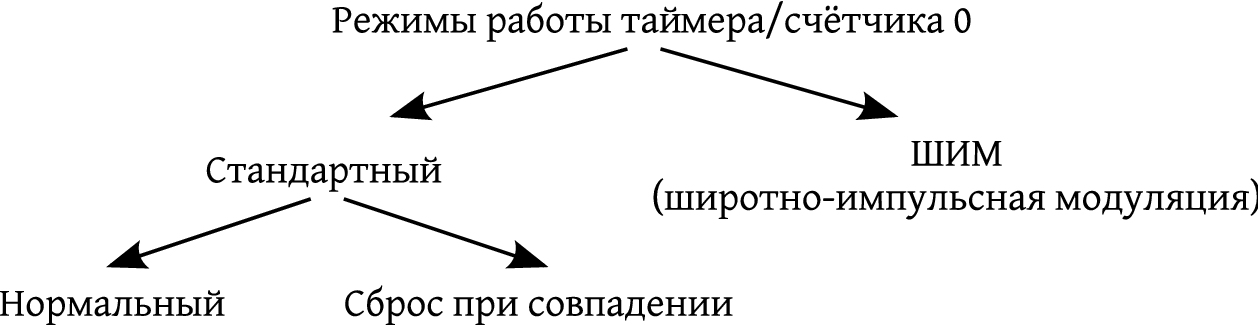 Режимы работы таймера/счётчика 0
Стандартный
ШИМ
(широтно-импульсная модуляция)
Нормальный
Сброс при совпадении